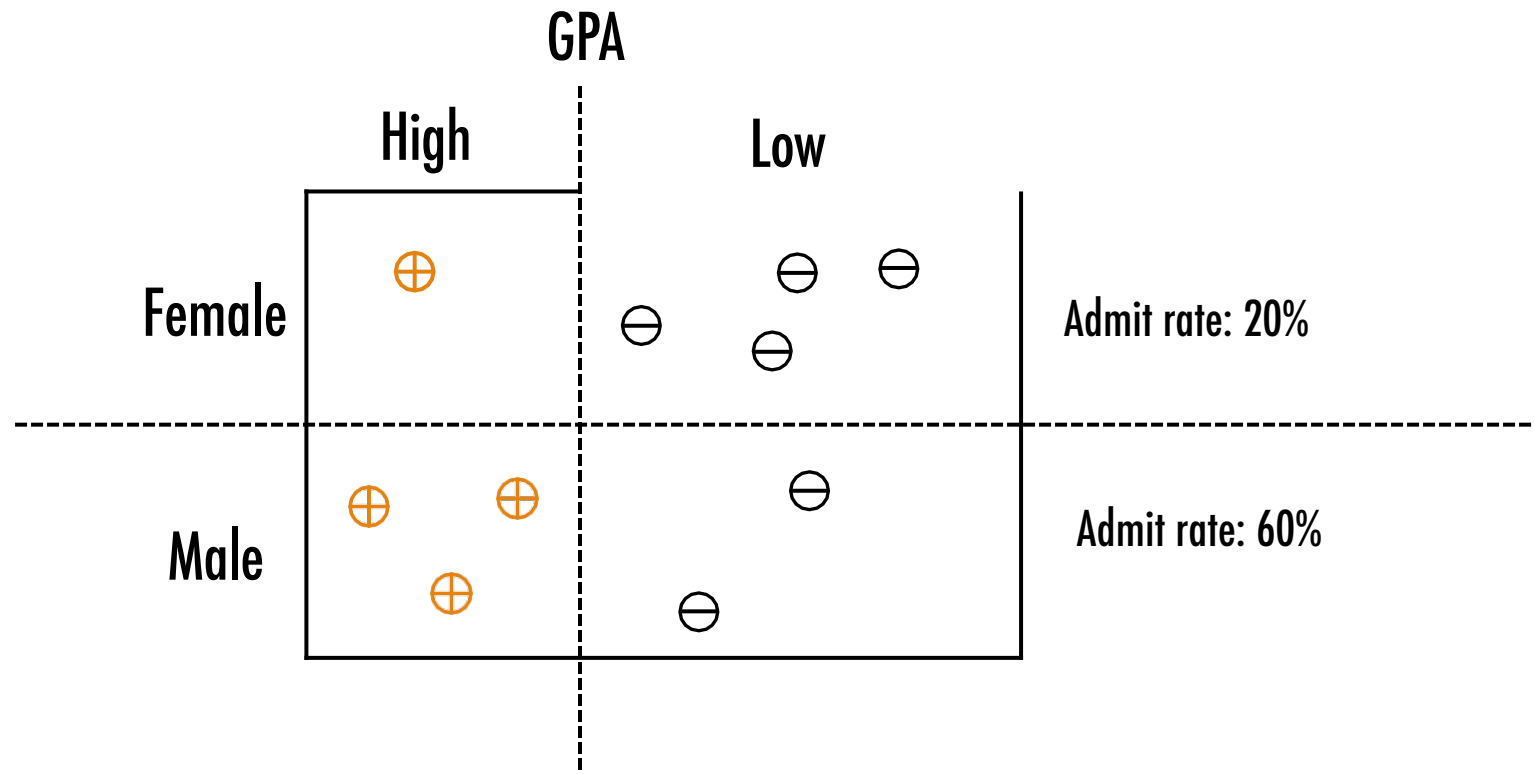 GPA
High
Low
Female
Admit rate: 20%
Male
Admit rate: 60%